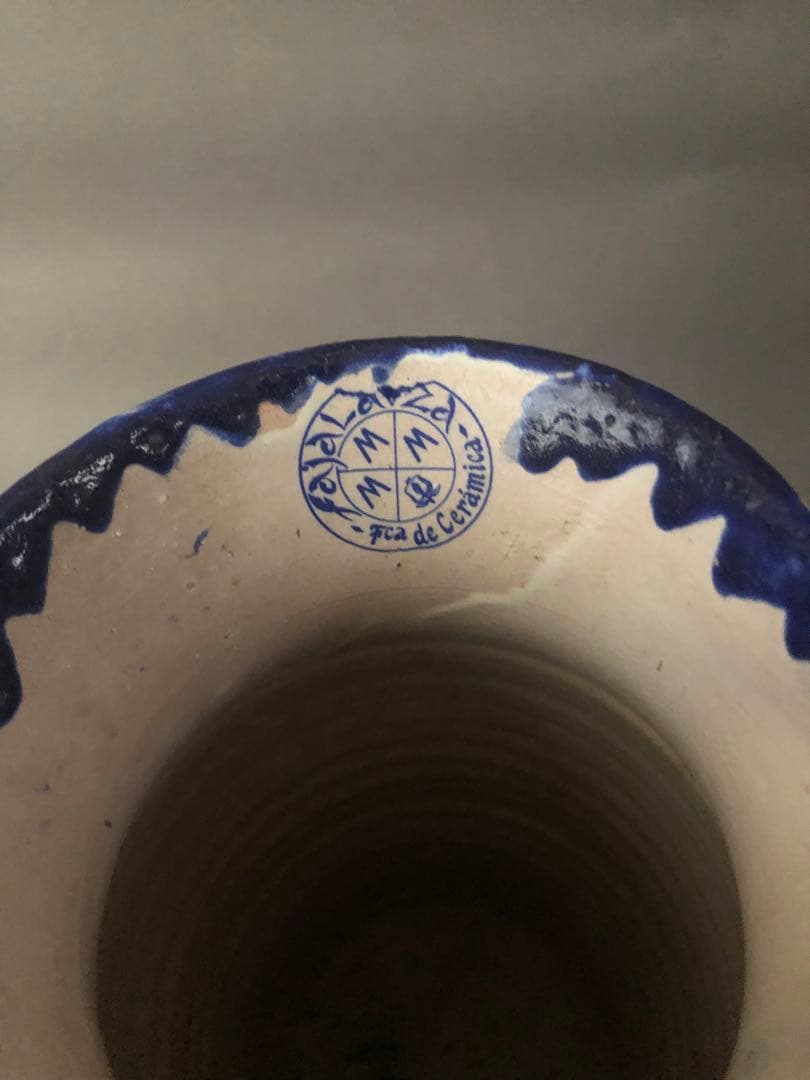 FajaLauza
M M
M
-Fca de Cerámica-